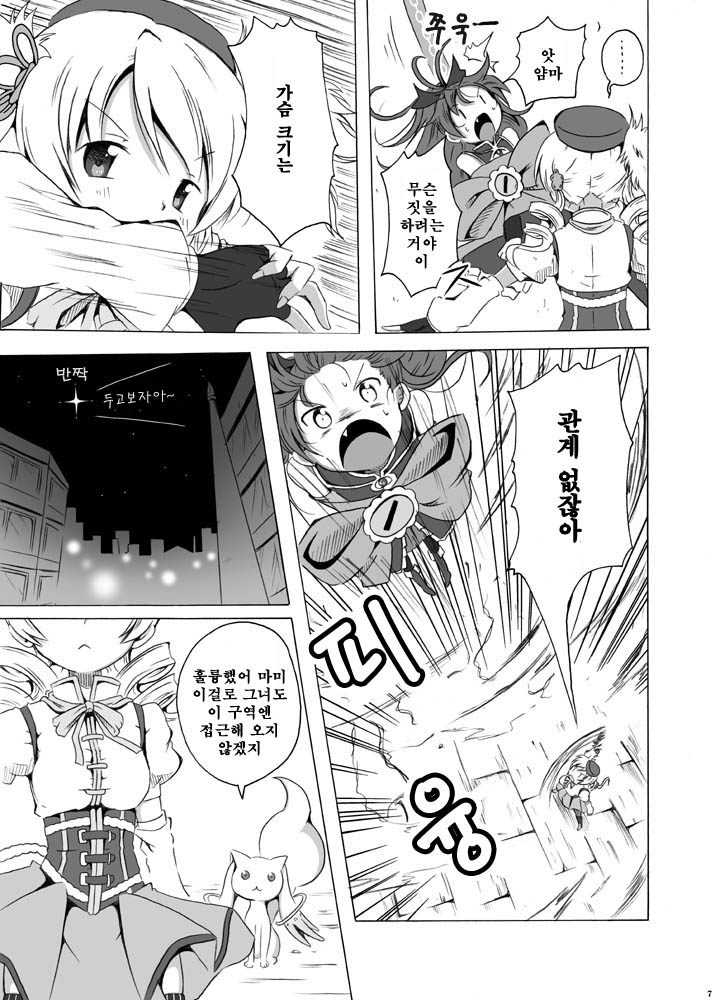 ......
앗
얌마
쭈욱ㅡ
무슨
짓을
하려는
거야
이
가슴
크기는
관계 없잖아
피
융
반짝
두고보자아~
훌륭했어 마미
이걸로 그녀도
이 구역엔
접근해 오지
않겠지
7